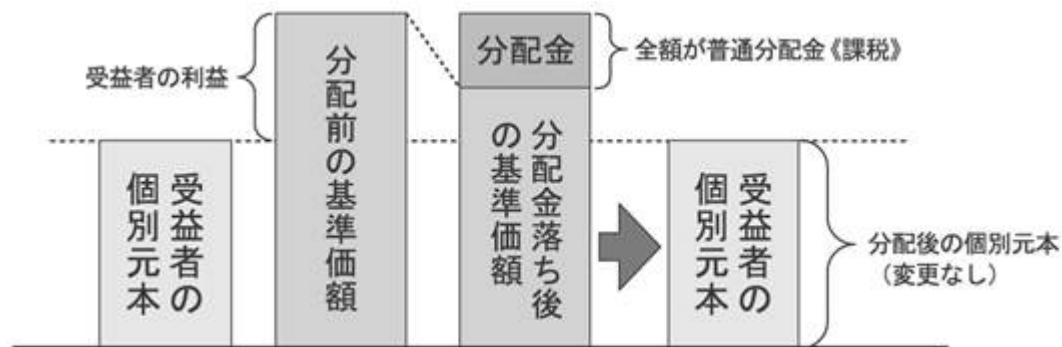 受益者の利益
受益者の
個別元本
分配前の基準価額
分配金
全額が普通分配金《課税》
分配金落ち後
の基準価額
受益者の
個別元本
分配後の個別元本
（変更なし）